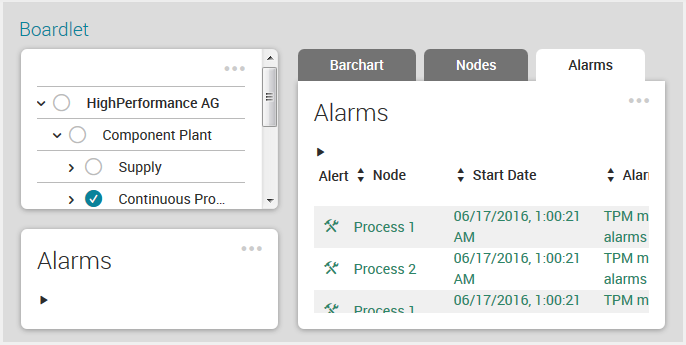 Boardlet
HighPerformance AG
Component Plant
Supply
Continuous Pro...
Alarms
Barchart Nodes Alarms
Alarms
Alert Node Start Date
Process 1 06/17/2016, 1:00:21 AM TPM m
alarms
Process 2 06/17/2016, 1:00:21 AM TPM m
alarms
Process 1 06/17/2016, 1:00:21 TPM m